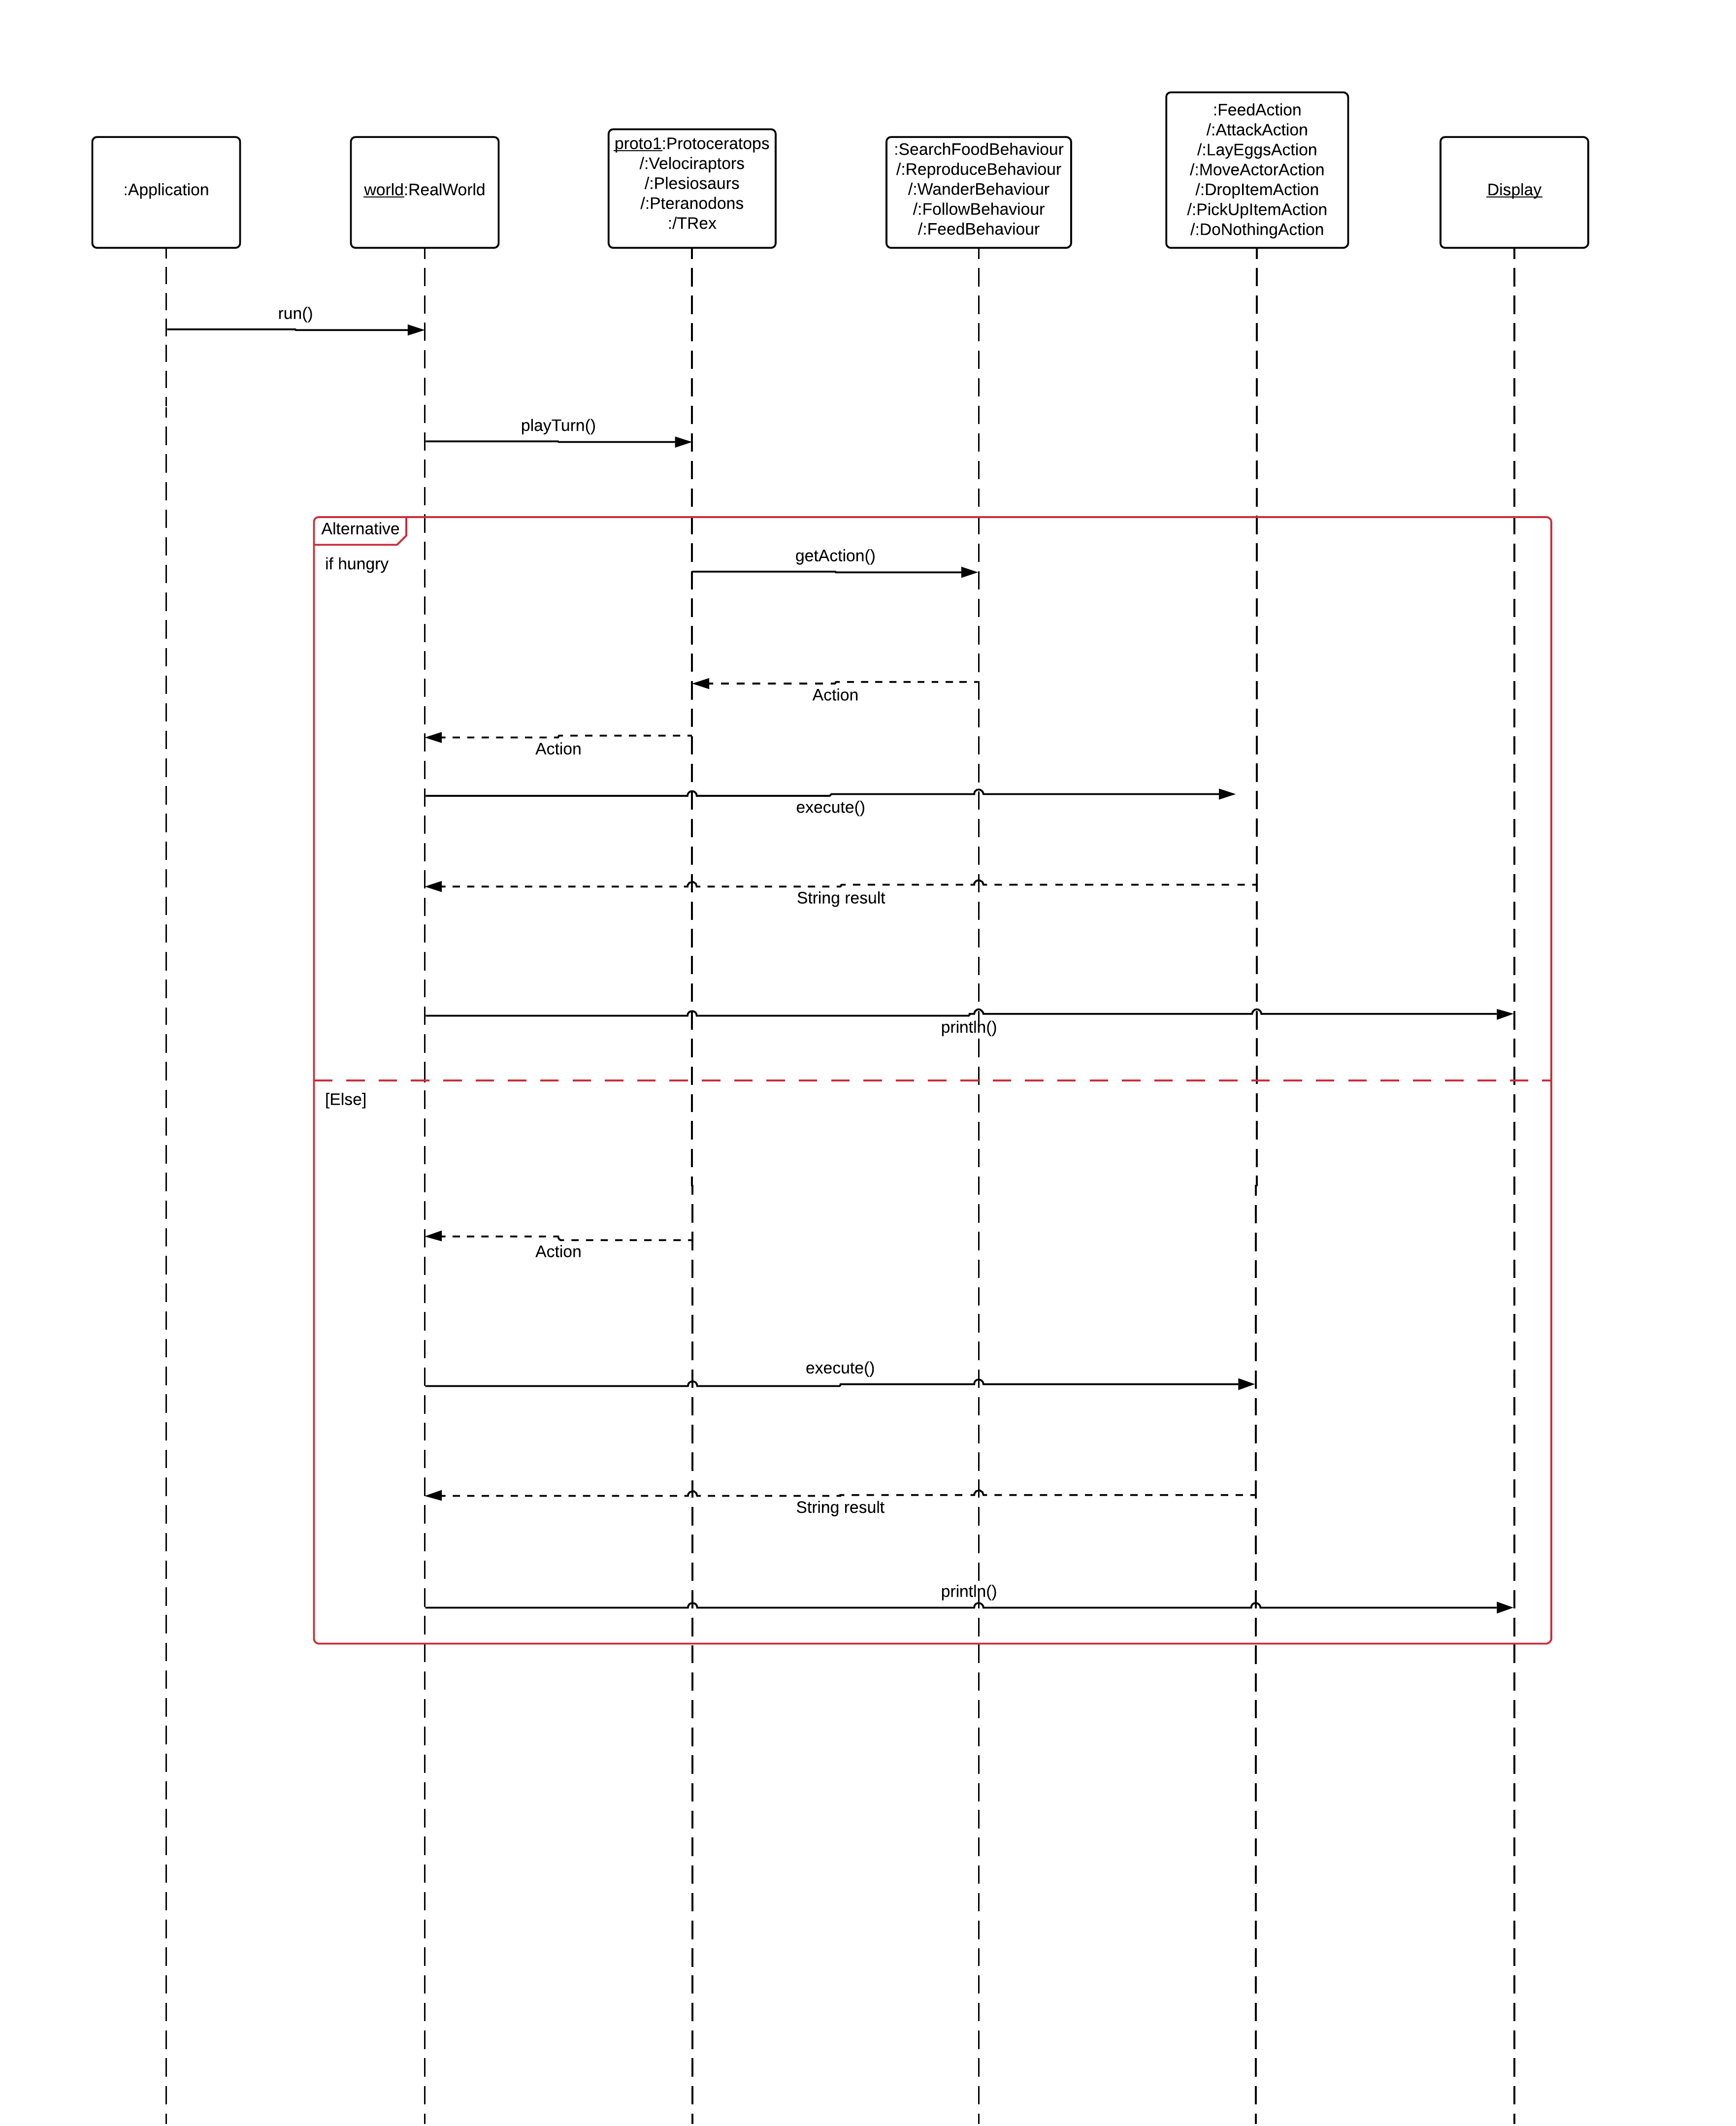 :Application
world:RealWorld
proto1:Protoceratops
/:Velociraptors
/:Plesiosaurs
/:Pteranodons
:/TRex
:SearchFoodBehaviour
/:ReproduceBehaviour
/:WanderBehaviour
/:FollowBehaviour
/:FeedBehaviour
:FeedAction
/:AttackAction
/:LayEggsAction
/:MoveActorAction
/:DropItemAction
/:PickUpItemAction
/:DoNothingAction
Display
run()
playTurn()
Alternative
if hungry
getAction()
Action
Action
execute()
String result
println()
[Else]
Action
execute()
String result
println()